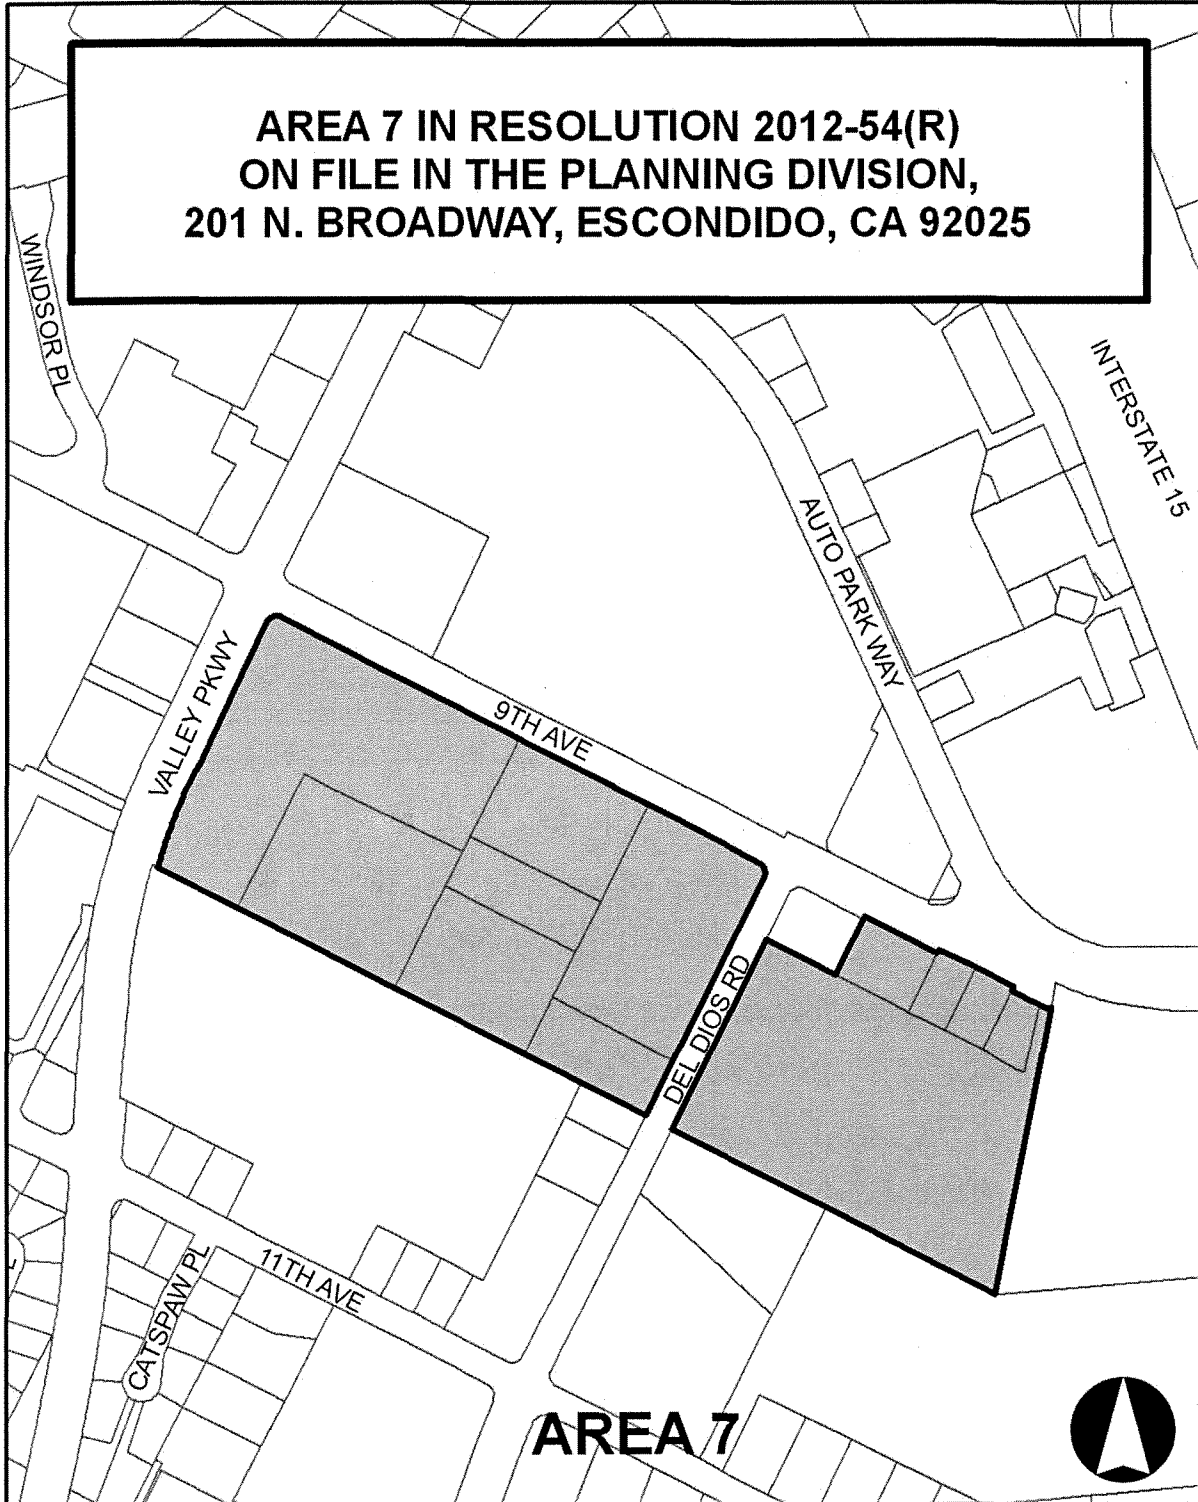 AREA 7 IN RESOLUTION 2012-54(R)
ON FILE IN THE PLANNING DIVISION,
201 N. BROADWAY, ESCONDIDO, CA 92025
WINDSOR PL
INTERSTATE 15
AUTO PARK WAY
VALLEY PKWY
9TH AVE
DEL DIOS RD
11TH AVE
CATSPAW PL
AREA 7